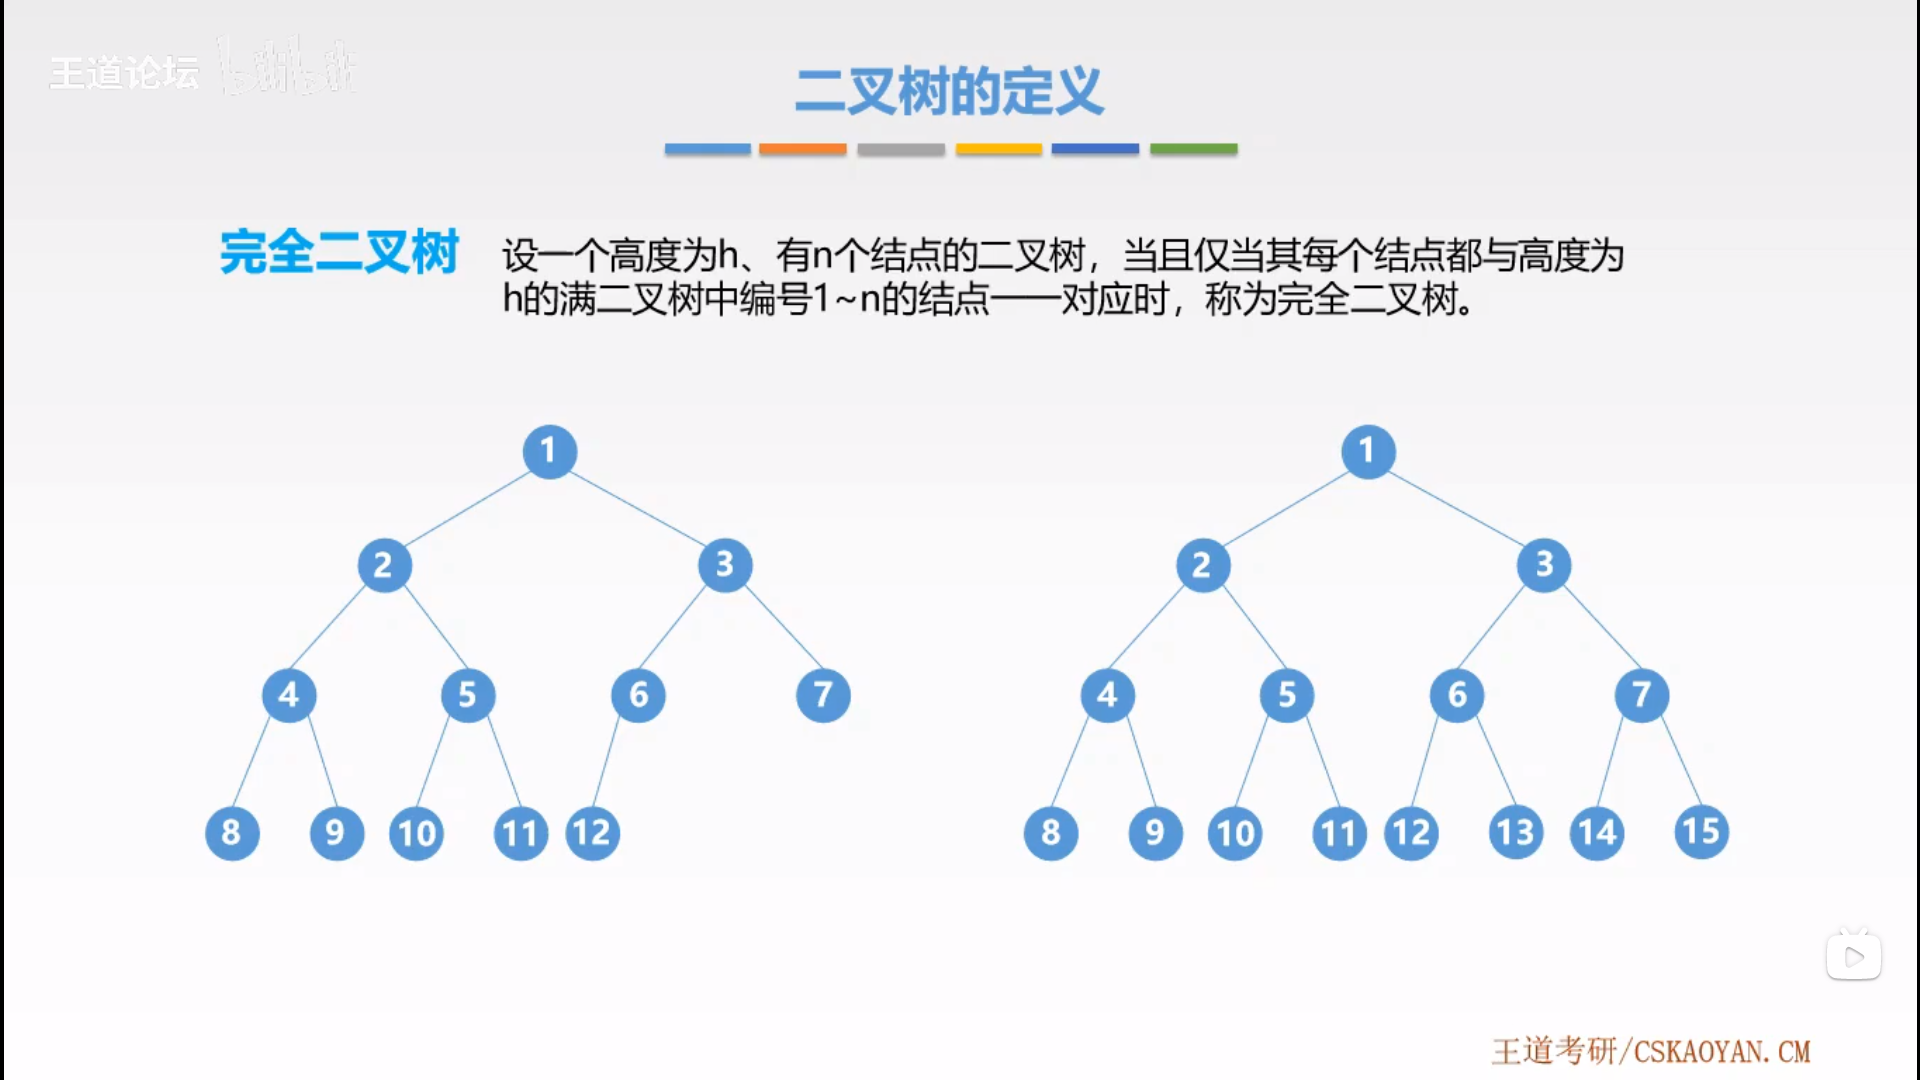 王道论坛 bilibili
二叉树的定义
完全二叉树
设一个高度为h、有n个结点的二叉树，当且仅当其每个结点都与高度为
h的满二叉树中编号1~n的结点一一对应时，称为完全二叉树。
1 1
2 3 2 3
4 5 6 7 4 5 6 7
8 9 10 11 12 8 9 10 11 12 13 14 15
王道考研/CSKAOYAN.CM